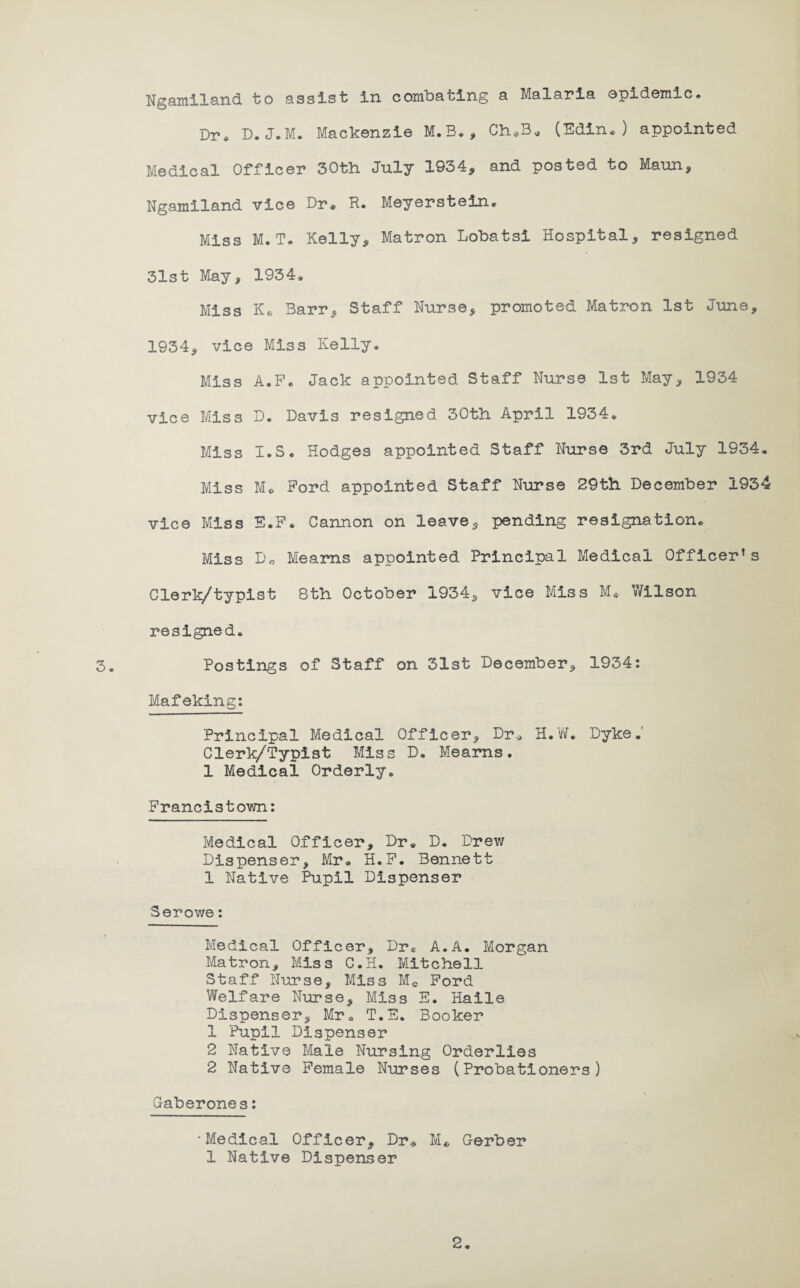 Ngamiland to assist in combating a Malaria epidemic.
Dr. D.J.M. Mackenzie M.B., Ch.B. (Edin.) appointed
Medical Officer 30th July 1934, and posted to Maun,
Ngamiland vice Dr. R. Meyerstein.
Miss M.T. Kelly, Matron Lobatsi Hospital, resigned
31st May, 1934.
Miss K. Barr, Staff Nurse, promoted Matron 1st June,
1934, vice Miss Kelly.
Miss A.F. Jack appointed Staff Nurse 1st May, 1934
vice Miss D. Davis resigned 30th April 1934.
Miss I.S. Hodges appointed Staff Nurse 3rd July 1934.
Miss M. Ford appointed Staff Nurse 29th December 1934
vice Miss E.F. Cannon on leave, pending resignation.
Miss D. Mearns appointed Principal Medical Officer's
Clerk/typist 8th October 1934, vice Miss M. Wilson
resigned.
3. Postings of Staff on 31st December, 1934:
Mafeking:
Principal Medical Officer, Dr. H.W. Dyke.
Clerk/Typist Miss D. Mearns.
1 Medical Orderly.
Francistown:
Medical Officer, Dr. D. Drew
Dispenser, Mr. H.F. Bennett
1 Native Pupil Dispenser
Serowe:
Medical Officer, Dr. A.A. Morgan
Matron, Miss C.H. Mitchell
Staff Nurse, Miss M. Ford
Welfare Nurse, Miss E. Haile
Dispenser, Mr. T.E. Booker
1 Pupil Dispenser
2 Native Male Nursing Orderlies
2 Native Female Nurses (Probationers)
Gaberones:
Medical Officer, Dr. M. Gerber
1 Native Dispenser
2.